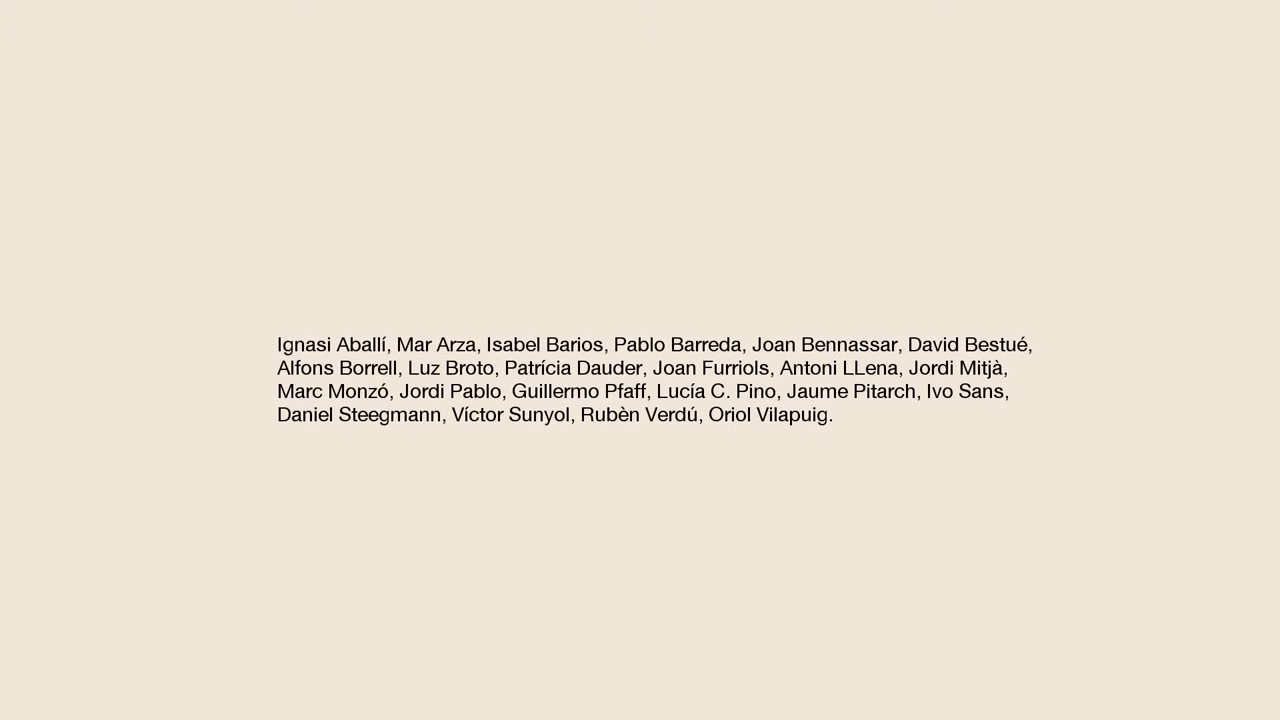 Ignasi Aballí, Mar Arza, Isabel Barios, Pablo Barreda, Joan Bennassar, David Bestué,
Alfons Borrell, Luz Broto, Patrícia Dauder, Joan Furriols, Antoni LLena, Jordi Mitjà,
Marc Monzó, Jordi Pablo, Guillermo Pfaff, Lucía C. Pino, Jaume Pitarch, Ivo Sans,
Daniel Steegmann, Víctor Sunyol, Rubèn Verdú, Oriol Vilapuig.